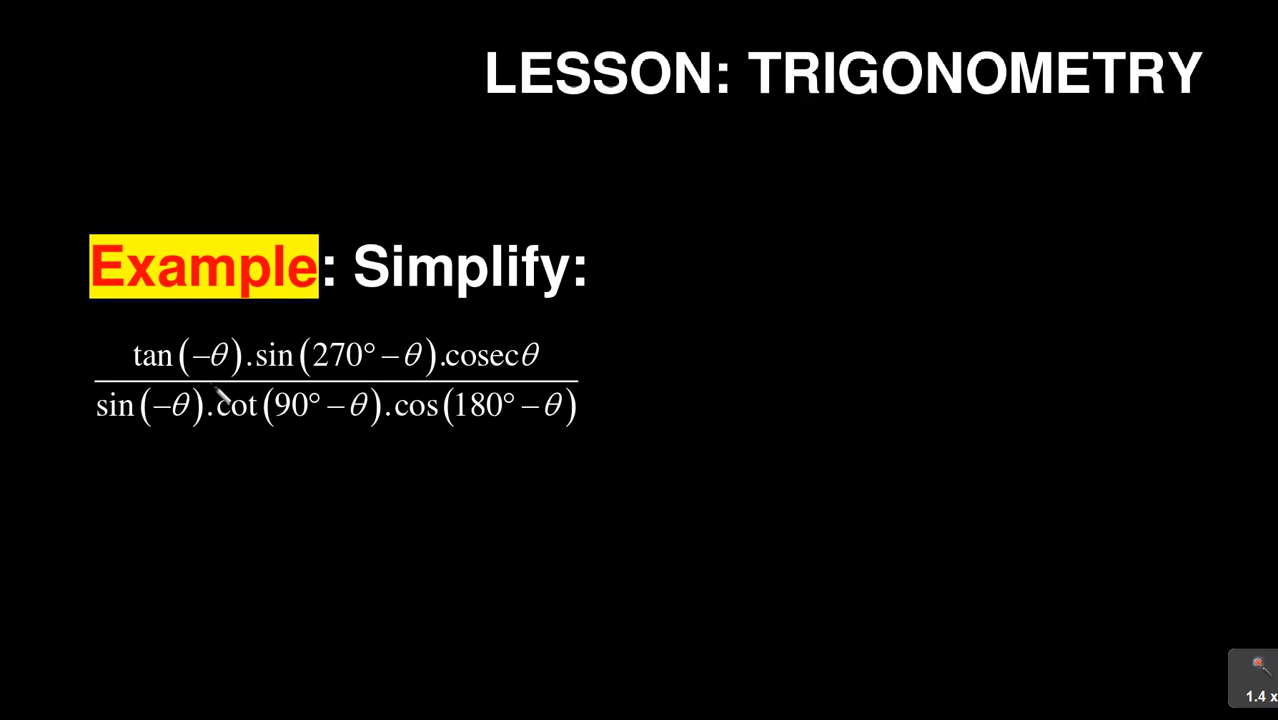 LESSON: TRIGONOMETRY
Example: Simplify:
tan(−θ).sin(270°−θ).cosecθ
sin(−θ).cot(90°−θ).cos(180°−θ)
1.4 x